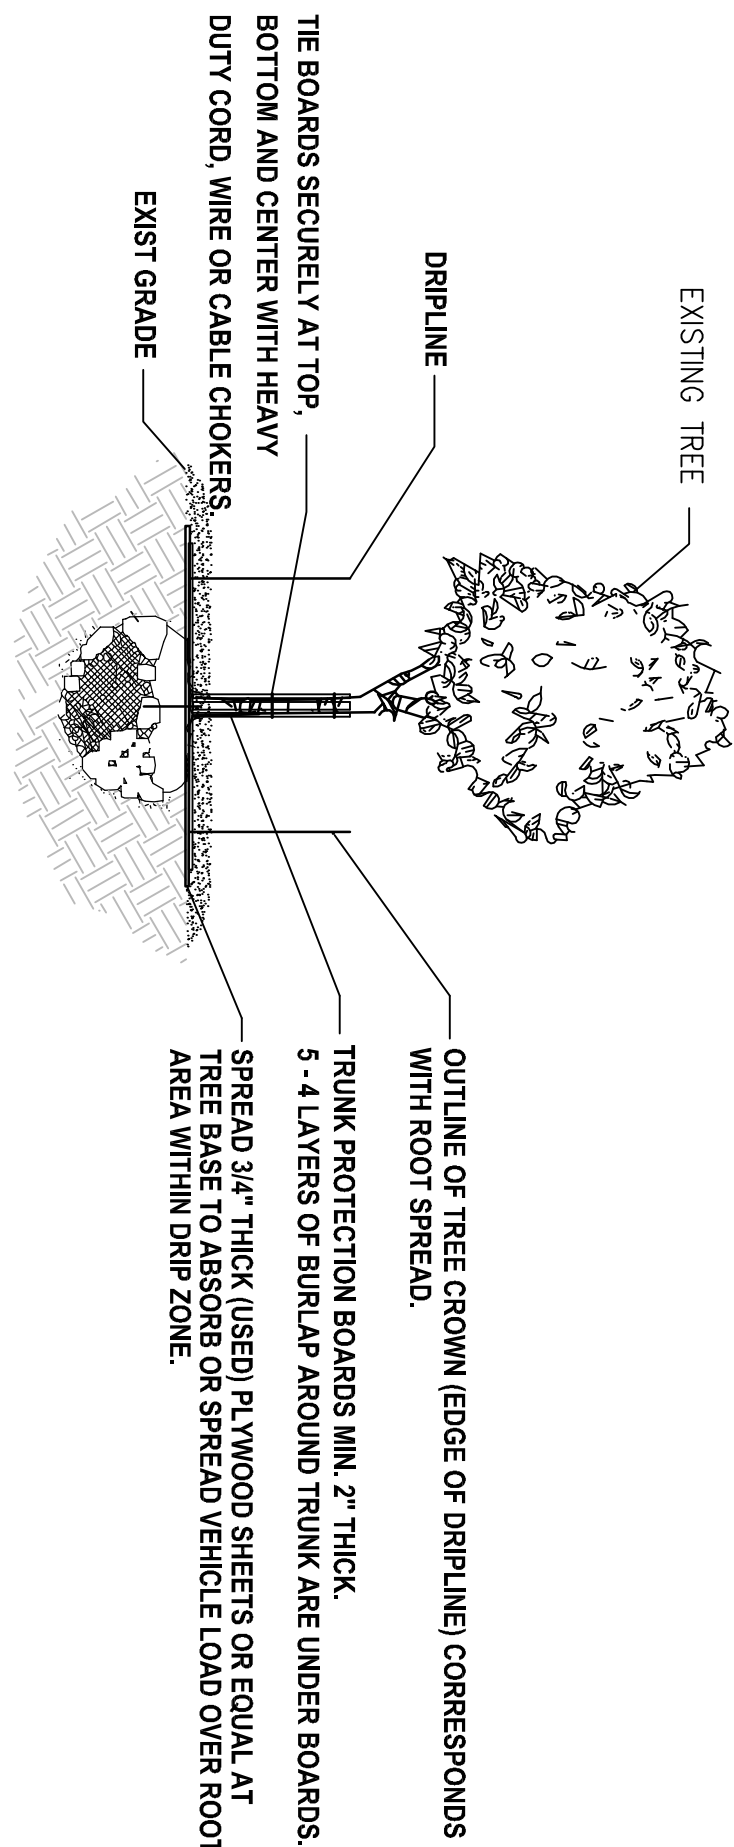 EXISTING TREE
DRIPLINE
TIE BOARDS SECURELY AT TOP,
BOTTOM AND CENTER WITH HEAVY
DUTY CORD, WIRE OR CABLE CHOKERS.
EXIST GRADE
OUTLINE OF TREE CROWN (EDGE OF DRIPLINE) CORRESPONDS
WITH ROOT SPREAD.
TRUNK PROTECTION BOARDS MIN. 2" THICK.
5 - 4 LAYERS OF BURLAP AROUND TRUNK ARE UNDER BOARDS.
SPREAD 3/4" THICK (USED) PLYWOOD SHEETS OR EQUAL AT
TREE BASE TO ABSORB OR SPREAD VEHICLE LOAD OVER ROOT
AREA WITHIN DRIP ZONE.